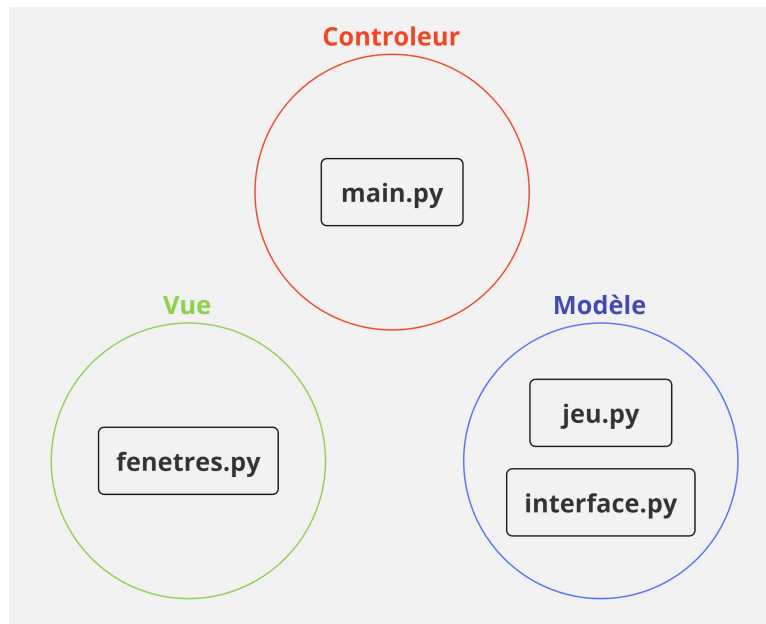 Controleur
main.py
Vue
fenetres.py
Modèle
jeu.py
interface.py